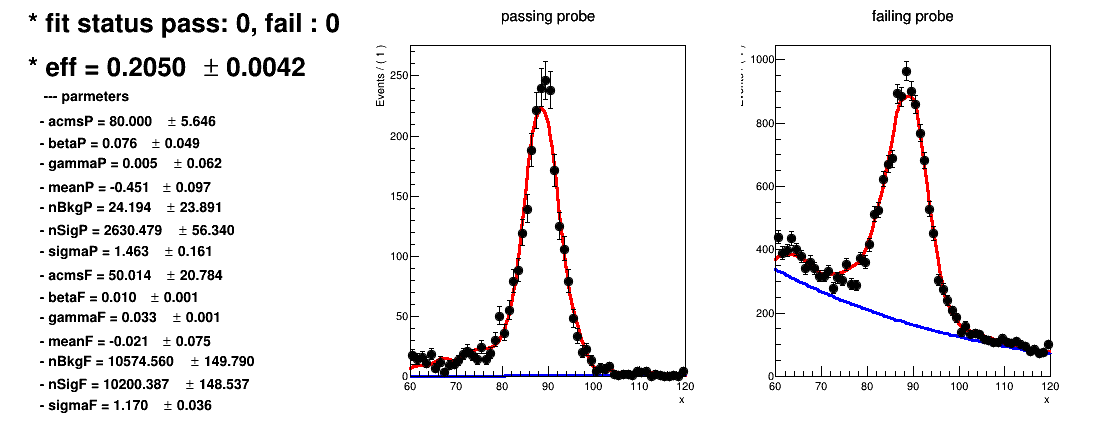 * fit status pass: 0, fail : 0
* eff = 0.2050 ± 0.0042
--- parmeters
- acmsP = 80.000 ± 5.646
- betaP = 0.076 ± 0.049
- gammaP = 0.005 ± 0.062
- meanP = -0.451 ± 0.097
- nBkgP = 24.194 ± 23.891
- nSigP = 2630.479 ± 56.340
- sigmaP = 1.463 ± 0.161
- acmsF = 50.014 ± 20.784
- betaF = 0.010 ± 0.001
- gammaF = 0.033 ± 0.001
- meanF = -0.021 ± 0.075
- nBkgF = 10574.560 ± 149.790
- nSigF = 10200.387 ± 148.537
- sigmaF = 1.170 ± 0.036
passing probe
Events / ( 1 )
250
200
150
100
50
0
60 70 80 90 100 110 120
x
failing probe
Events / ( 1 )
1000
800
600
400
200
0
60 70 80 90 100 110 120
x